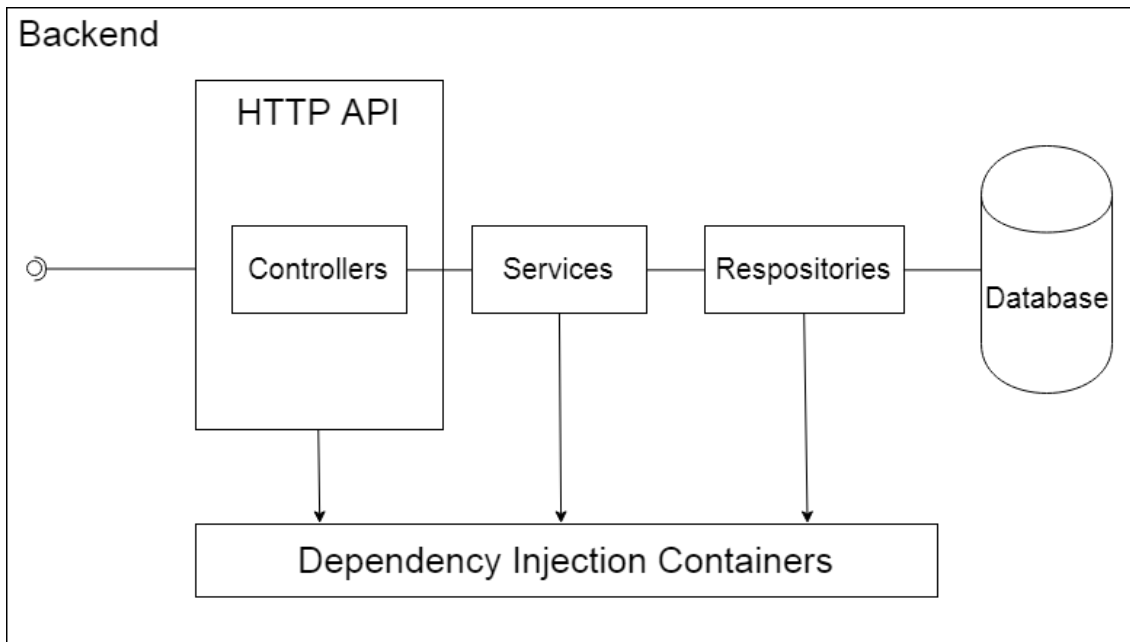 Backend
HTTP API
Controllers
Services
Respositories
Database
Dependency Injection Containers